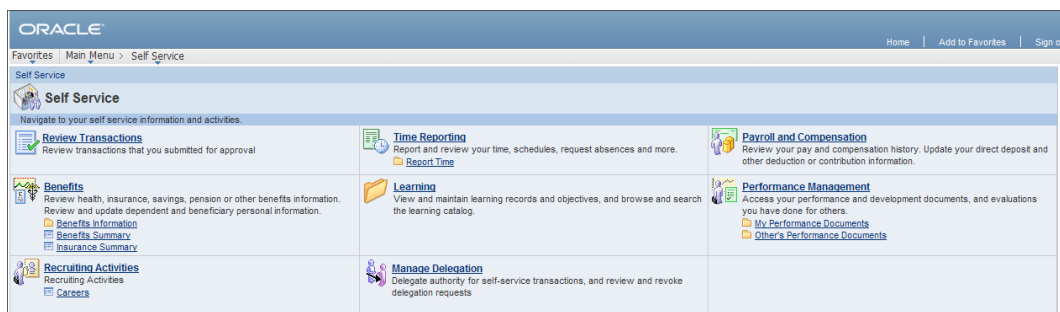 ORACLE
Home | Add to Favorites | Sign o
Favorites Main Menu > Self Service
Self Service
Self Service
Navigate to your self service information and activities.
Review Transactions
Review transactions that you submitted for approval
Time Reporting
Report and review your time, schedules, request absences and more.
Report Time
Payroll and Compensation
Review your pay and compensation history. Update your direct deposit and
other deduction or contribution information.
Benefits
Review health, insurance, savings, pension or other benefits information.
Review and update dependent and beneficiary personal information.
Benefits Information
Benefits Summary
Insurance Summary
Learning
View and maintain learning records and objectives, and browse and search
the learning catalog.
Performance Management
Access your performance and development documents, and evaluations
you have done for others.
My Performance Documents
Other's Performance Documents
Recruiting Activities
Recruiting Activities
Careers
Manage Delegation
Delegate authority for self-service transactions, and review and revoke
delegation requests